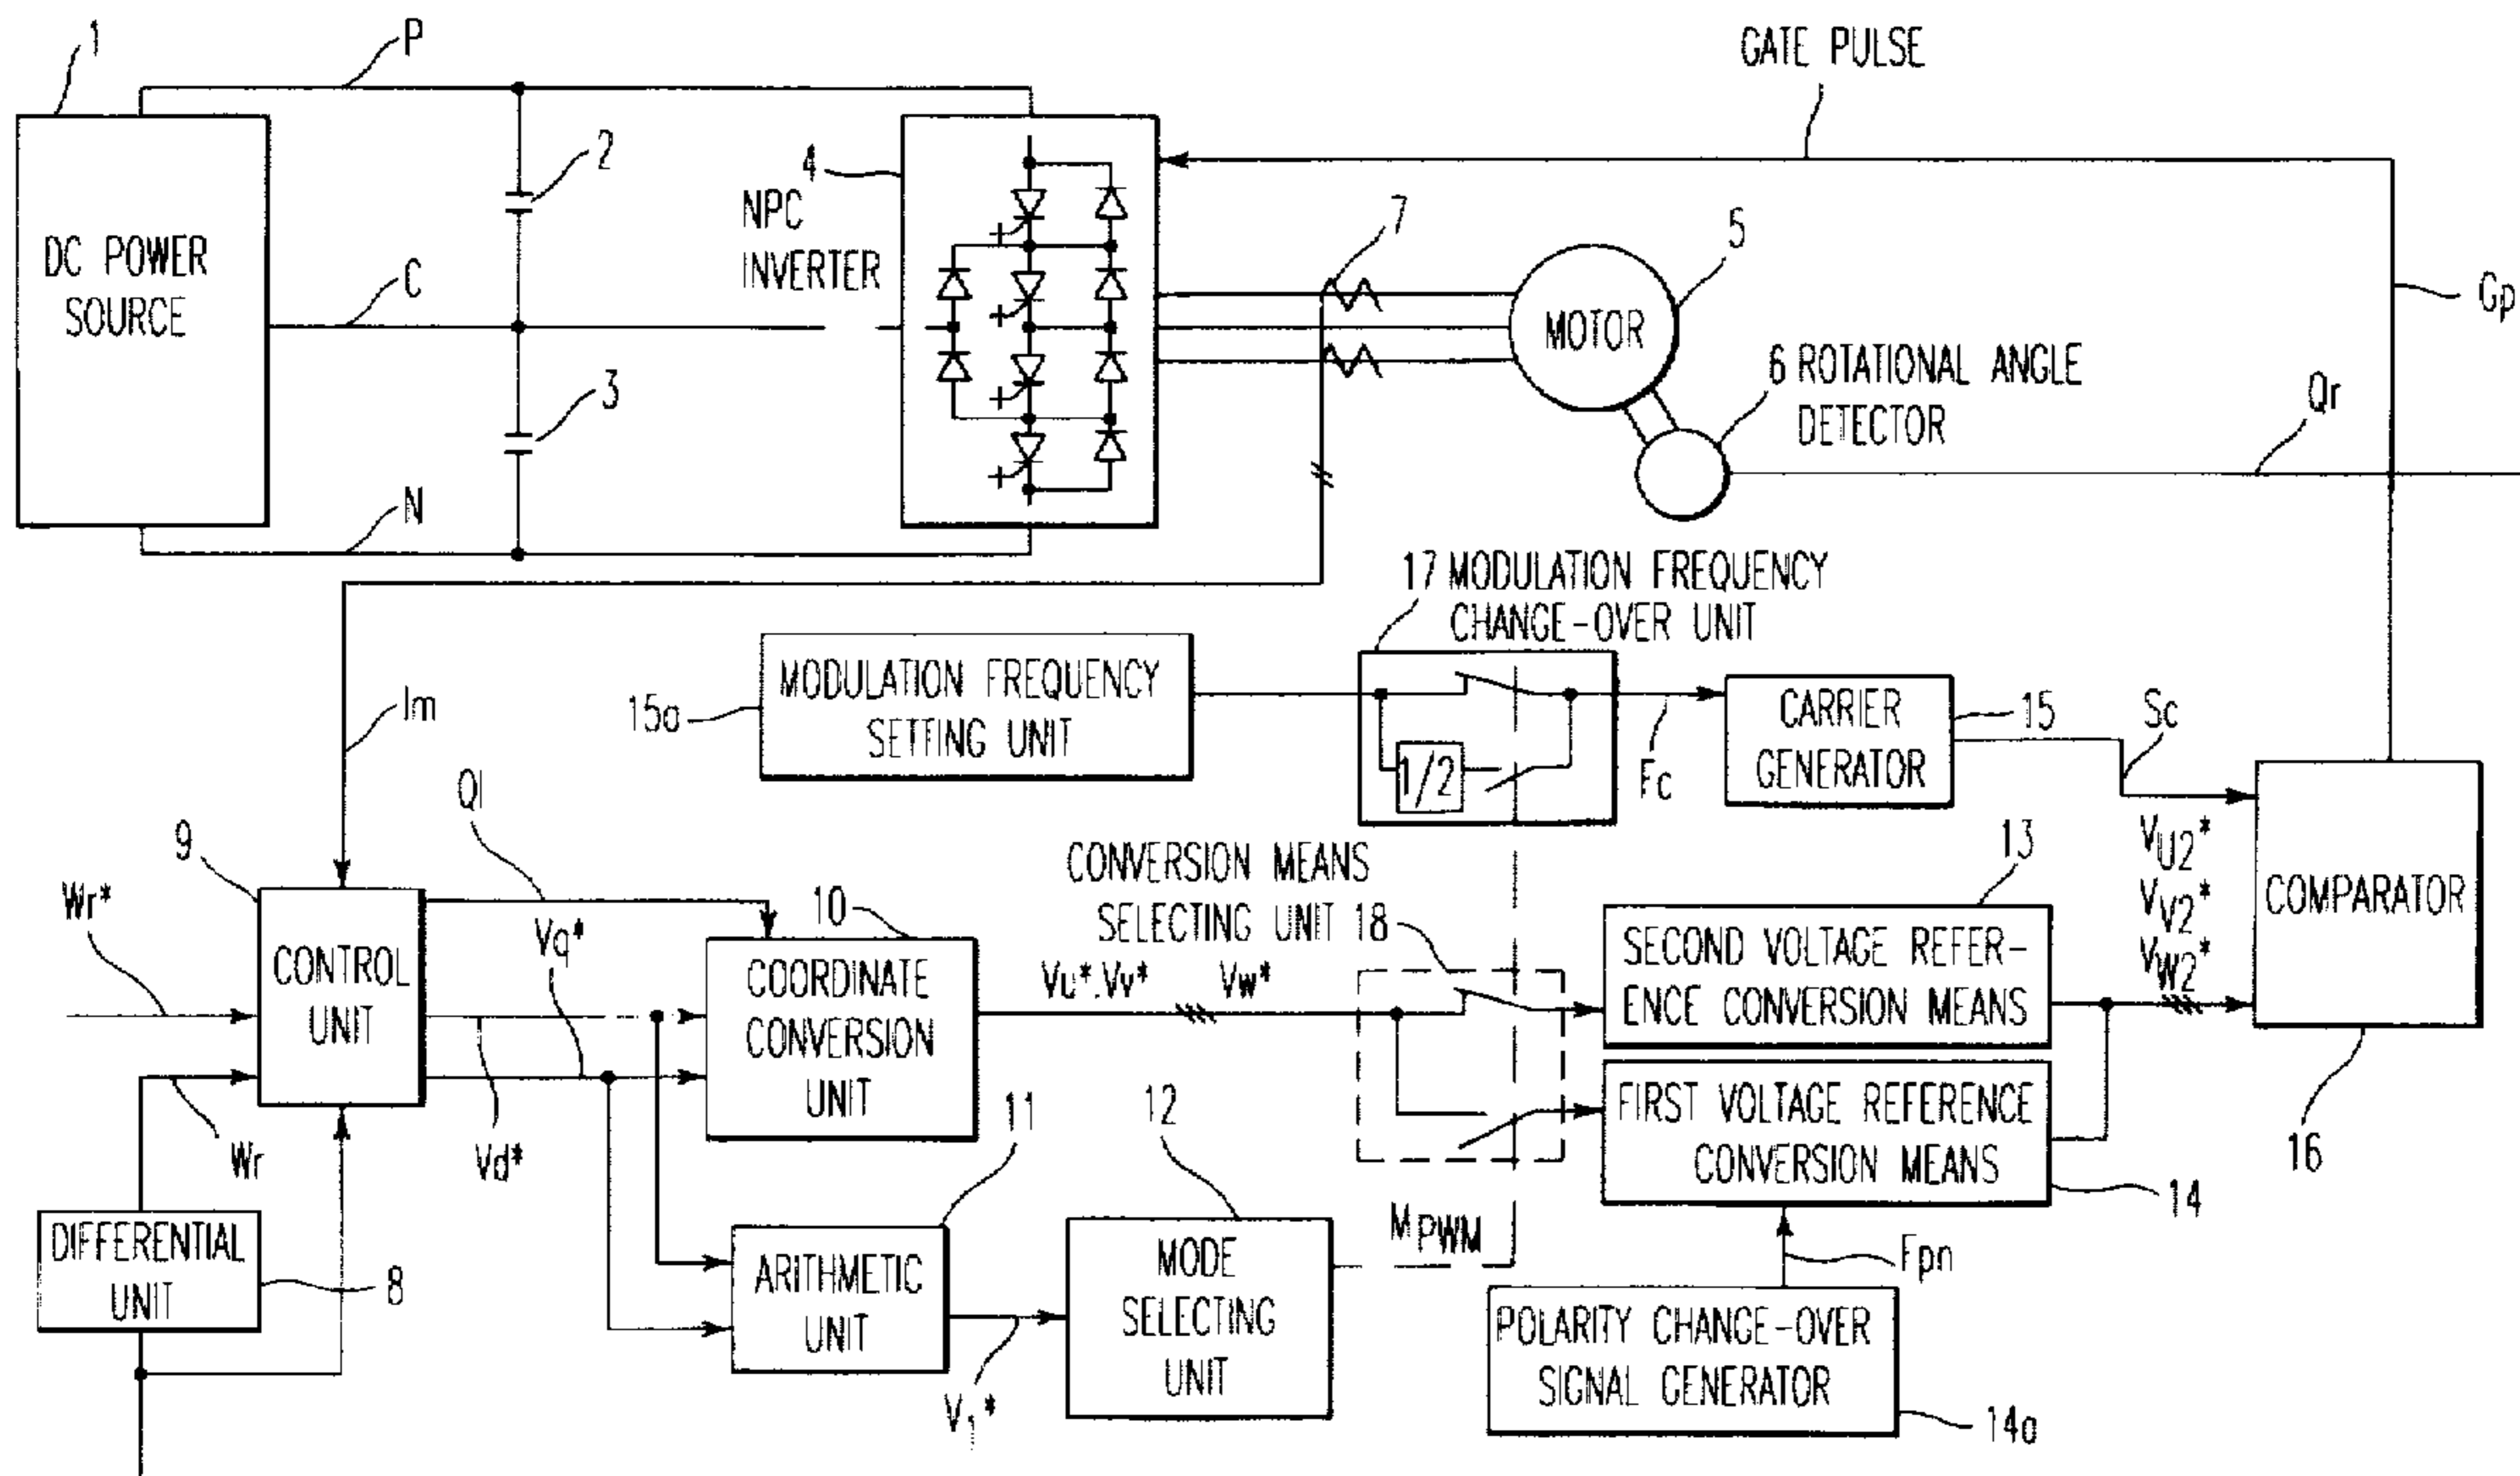 1
P
GATE PULSE
2
4
NPC
INVERTER
7
5
DC POWER
SOURCE
C
MOTOR
Gp
3
6 ROTATIONAL ANGLE
DETECTOR
Qr
N
17 MODULATION FREQUENCY
CHANGE-OVER UNIT
MODULATION FREQUENCY
SETTING UNIT
15a
Im
1/2
Fc
CARRIER
GENERATOR
15
Sc
QI
9
Wr*
CONTROL
UNIT
Vq*
10
COORDINATE
CONVERSION
UNIT
CONVERSION MEANS
SELECTING UNIT 18
Vu*.Vv* Vw*
13
SECOND VOLTAGE REFER-
ENCE CONVERSION MEANS
VU2*
VV2*
VW2*
COMPARATOR
16
FIRST VOLTAGE REFERENCE
CONVERSION MEANS
14
Wr
Vd*
11
12
DIFFERENTIAL
UNIT
8
ARITHMETIC
UNIT
V1*
MODE
SELECTING
UNIT
MPWM
Fpn
POLARITY CHANGE-OVER
SIGNAL GENERATOR
14a